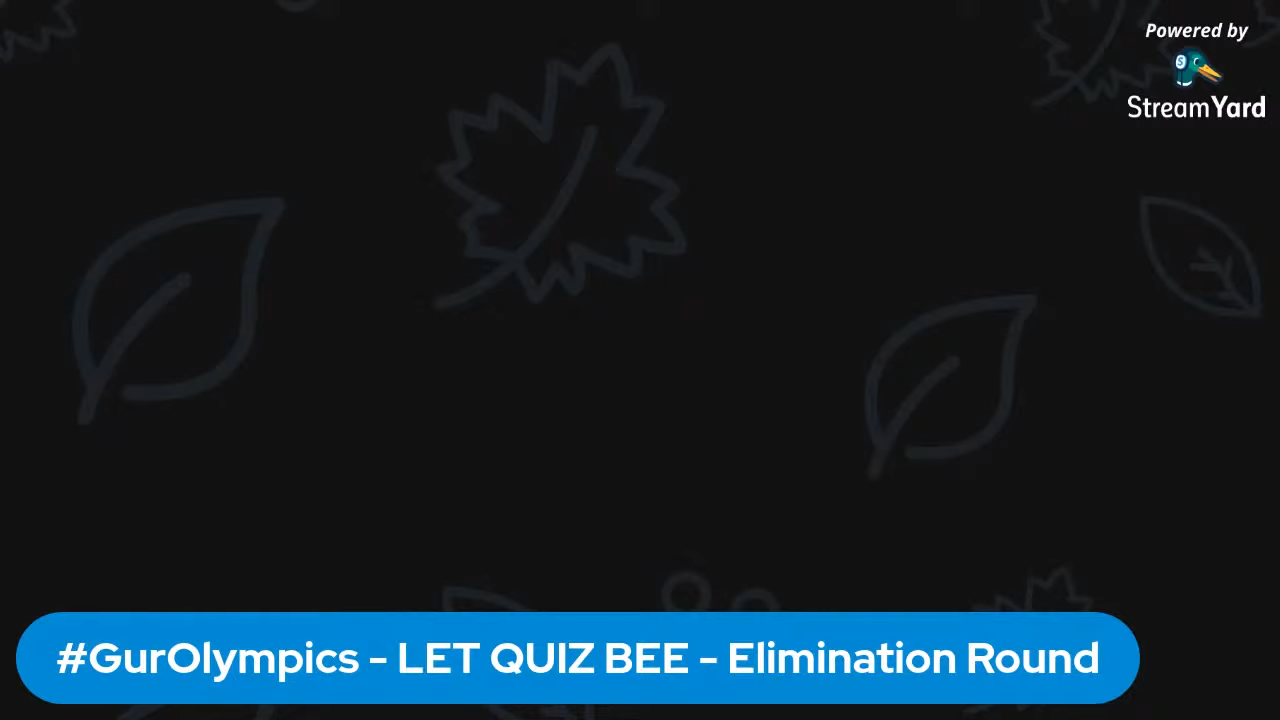 Powered by
StreamYard
#GurOlympics - LET QUIZ BEE - Elimination Round